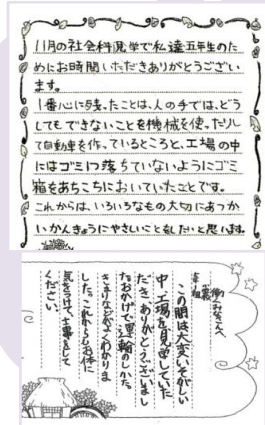 11月の社会科見学で私達五年生のた
めにお時間いただきありがとうござい
ます。
1番心に残ったことは、人の手では、どう
してもできないことを機械を使ったりし
て自動車を作っているところと、工場の中
にはゴミ1つ落ちていないようにゴミ
箱をあちこちにおいていたことです。
これからは、いろいろなもの大切にあつか
いかんきょうにやさしいことをしたいと思います。
みなさんへ
この間は大変いそがしい
中、工場を見学していた
だき、ありがとうございまし
た。おかげで、のしかた、
などがよくわかりま
した。これからもお体に
気をつけて、仕事をして
ください。